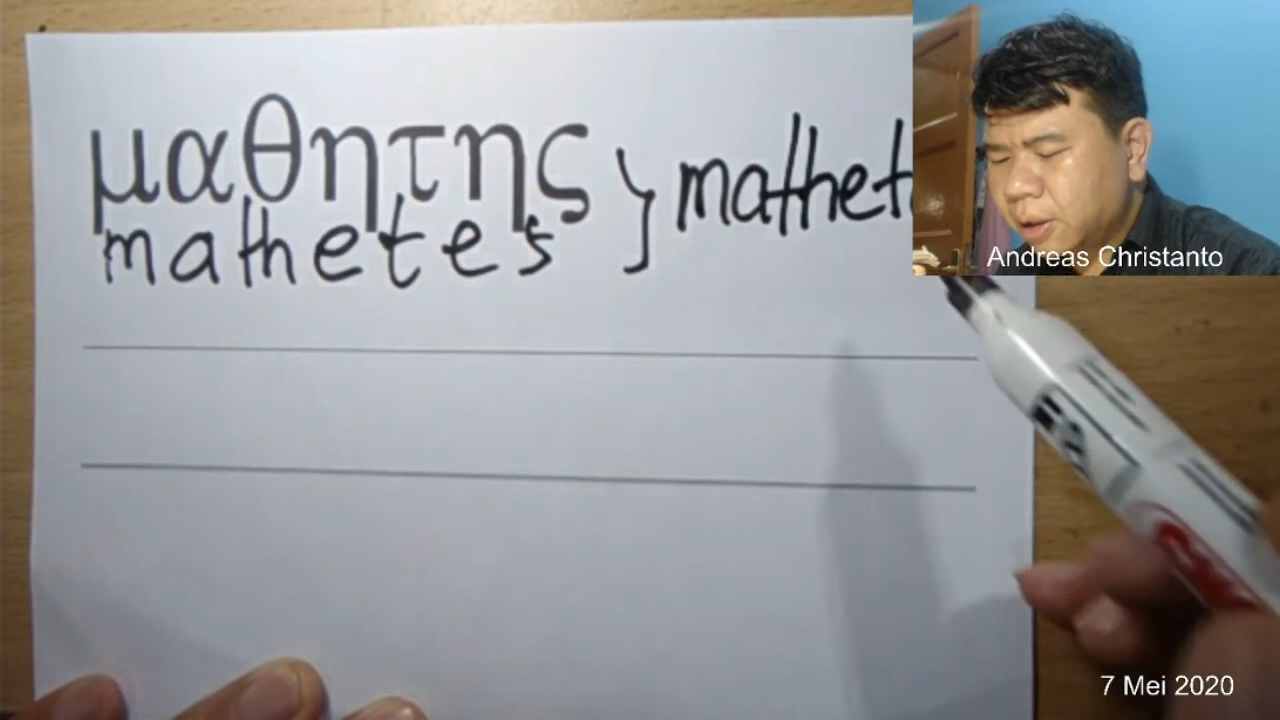 μαθητης } mathet
mathetes
Andreas Christanto
7 Mei 2020